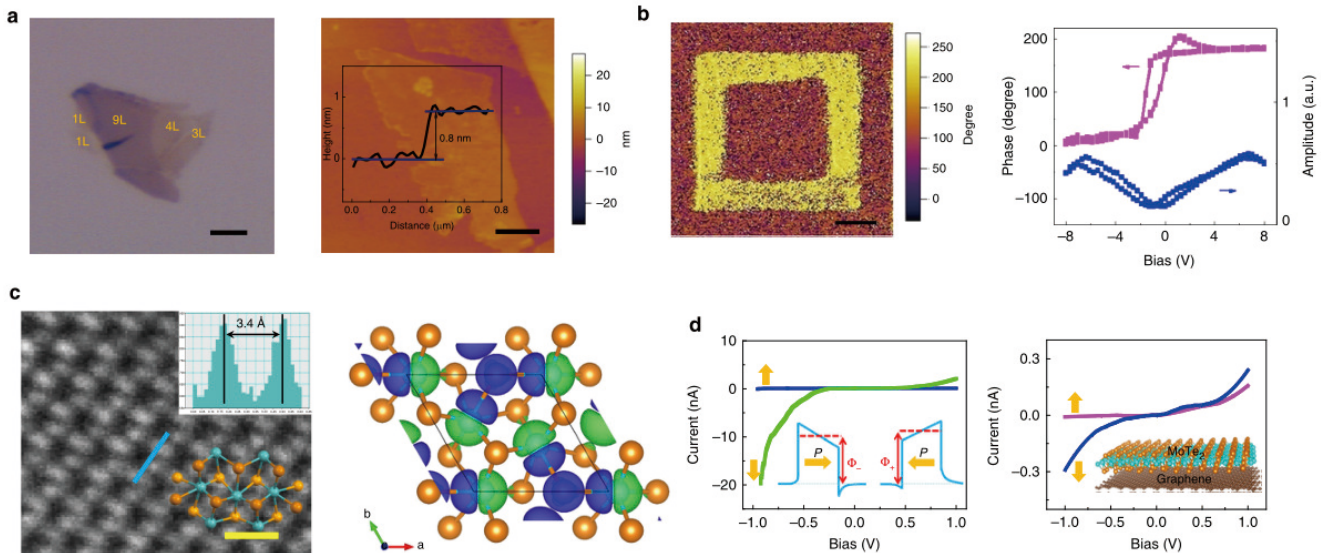 a
1L
9L
4L
3L
1L
Height (nm)
1
0
0.8 nm
0.0
0.2
0.4
0.6
0.8
Distance (μm)
20
10
0
−10
−20
nm
b
250
200
150
100
50
0
Degree
200
100
0
−100
Phase (degree)
1
0
Amplitude (a.u.)
−8
−4
0
4
8
Bias (V)
c
3.4 Å
b
a
d
10
0
−10
−20
−30
Current (nA)
P
Φ−
Φ+
P
−1.0
−0.5
0.0
0.5
1.0
Bias (V)
0.3
0.0
−0.3
Current (nA)
MoTe2
Graphene
−1.0
−0.5
0.0
0.5
1.0
Bias (V)